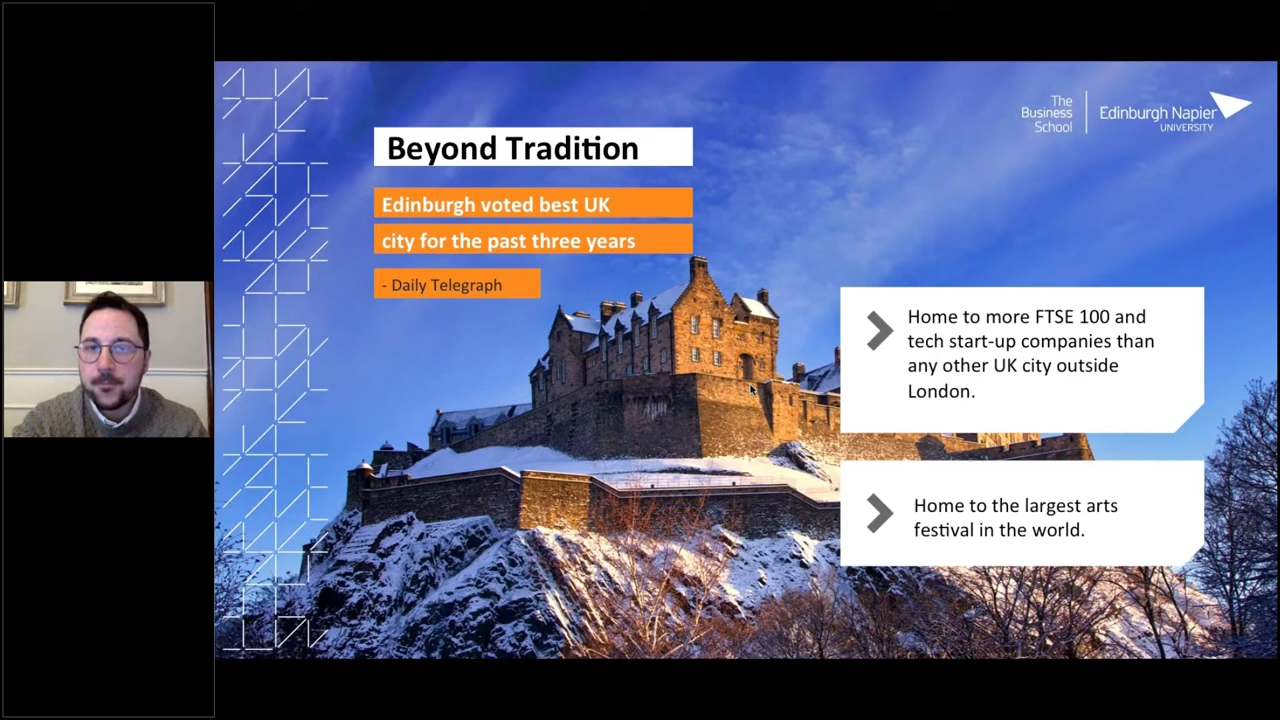 The
Business
School
Edinburgh Napier
UNIVERSITY
Beyond Tradition
Edinburgh voted best UK
city for the past three years
- Daily Telegraph
Home to more FTSE 100 and
tech start-up companies than
any other UK city outside
London.
Home to the largest arts
festival in the world.